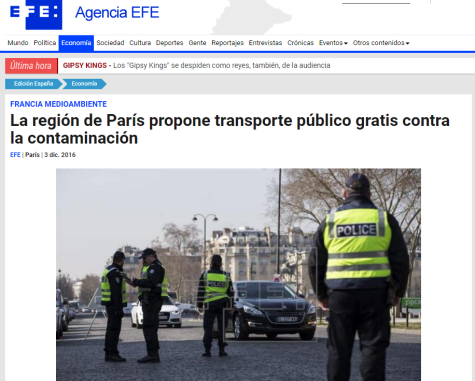 EFE:
Agencia EFE
Mundo Política Economía Sociedad Cultura Deportes Gente Reportajes Entrevistas Crónicas Eventos Otros contenidos
Última hora GIPSY KINGS - Los "Gipsy Kings" se despiden como reyes, también, de la audiencia
Edición España Economía
FRANCIA MEDIOAMBIENTE
La región de París propone transporte público gratis contra
la contaminación
EFE | París | 3 dic. 2016
POLICE